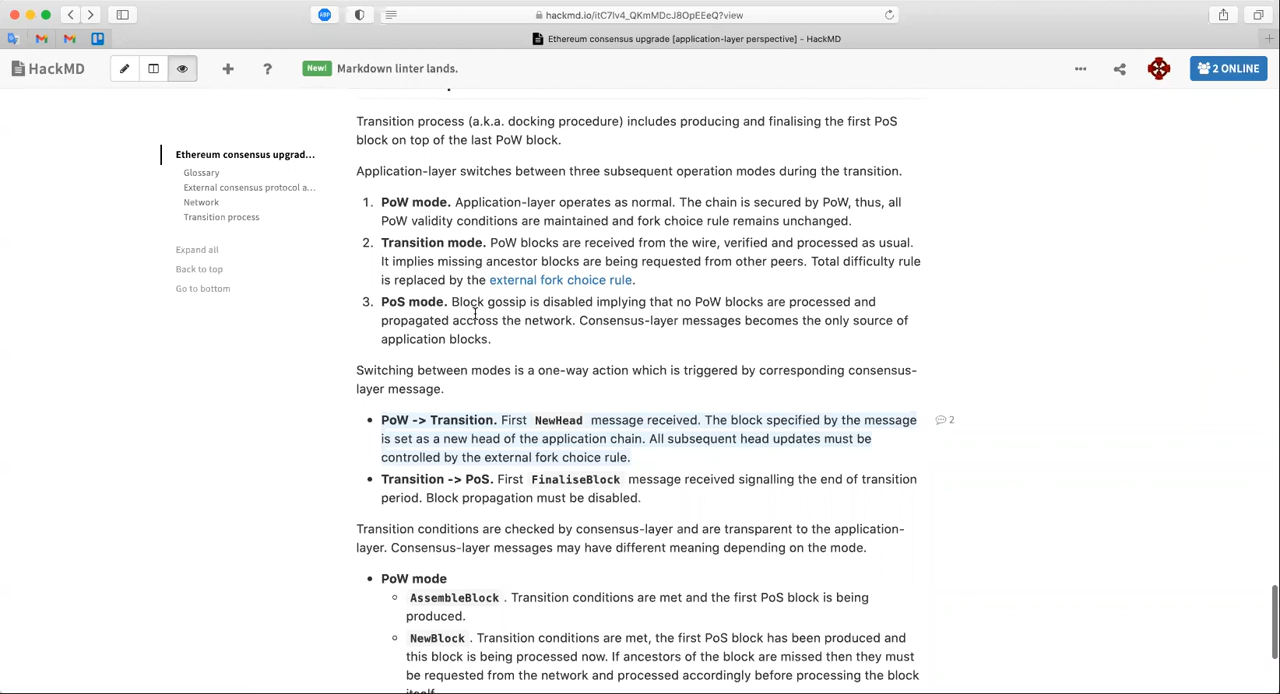 ABP
hackmd.io/itC7lv4_QKmMDcJ8OpEEeQ?view
Ethereum consensus upgrade [application-layer perspective] - HackMD
HackMD
New!
Markdown linter lands.
2 ONLINE
Ethereum consensus upgrad...
Glossary
External consensus protocol a...
Network
Transition process
Expand all
Back to top
Go to bottom
Transition process (a.k.a. docking procedure) includes producing and finalising the first PoS
block on top of the last PoW block.
Application-layer switches between three subsequent operation modes during the transition.
1. PoW mode. Application-layer operates as normal. The chain is secured by PoW, thus, all
PoW validity conditions are maintained and fork choice rule remains unchanged.
2. Transition mode. PoW blocks are received from the wire, verified and processed as usual.
It implies missing ancestor blocks are being requested from other peers. Total difficulty rule
is replaced by the external fork choice rule.
3. PoS mode. Block gossip is disabled implying that no PoW blocks are processed and
propagated accross the network. Consensus-layer messages becomes the only source of
application blocks.
Switching between modes is a one-way action which is triggered by corresponding consensus-
layer message.
• PoW -> Transition. First NewHead message received. The block specified by the message
is set as a new head of the application chain. All subsequent head updates must be
controlled by the external fork choice rule.
2
• Transition -> PoS. First FinaliseBlock message received signalling the end of transition
period. Block propagation must be disabled.
Transition conditions are checked by consensus-layer and are transparent to the application-
layer. Consensus-layer messages may have different meaning depending on the mode.
• PoW mode
◦ AssembleBlock . Transition conditions are met and the first PoS block is being
produced.
◦ NewBlock . Transition conditions are met, the first PoS block has been produced and
this block is being processed now. If ancestors of the block are missed then they must
be requested from the network and processed accordingly before processing the block
itself.